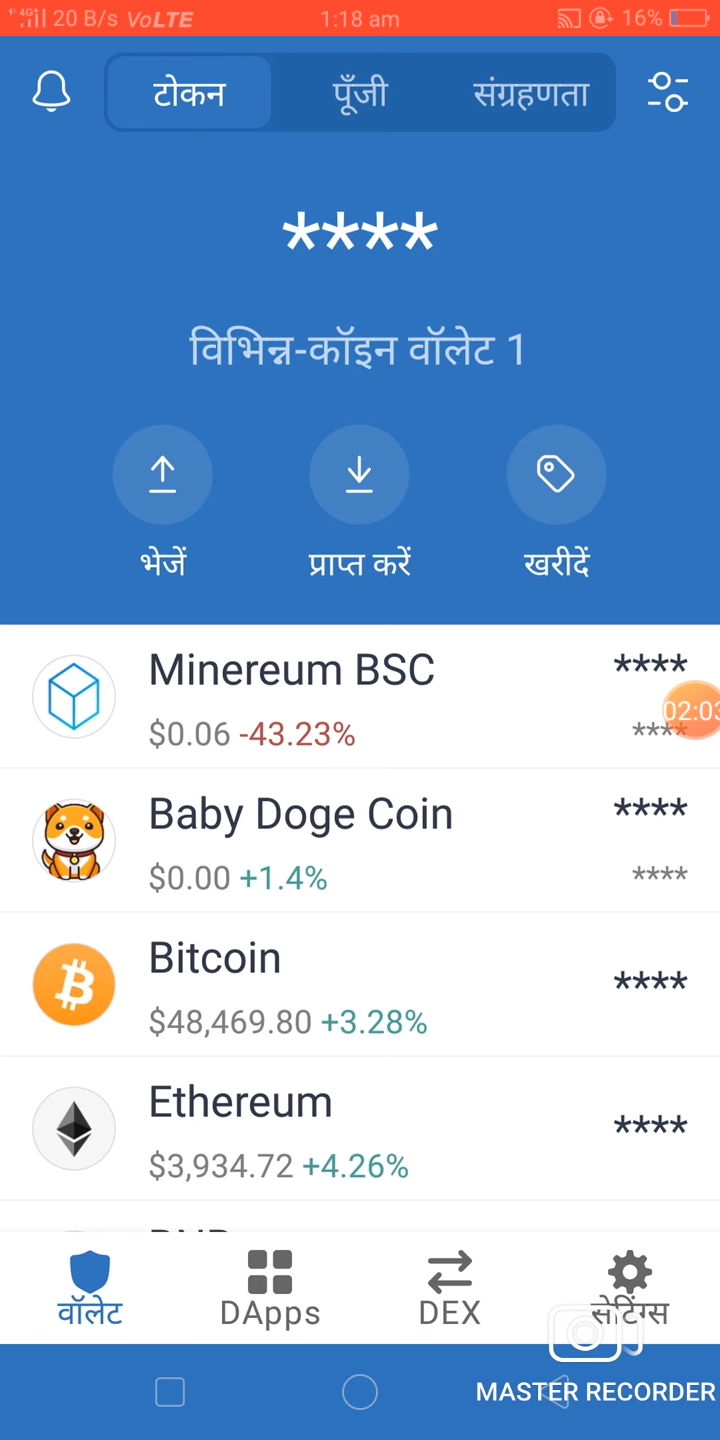 4G+ 20 B/s VoLTE 1:18 am 16%
टोकन पूँजी संग्रहणता
****
विभिन्न-कॉइन वॉलेट 1
भेजें प्राप्त करें खरीदें
Minereum BSC ****
$0.06 -43.23% ****
02:03
Baby Doge Coin ****
$0.00 +1.4% ****
Bitcoin ****
$48,469.80 +3.28%
Ethereum ****
$3,934.72 +4.26%
वॉलेट DApps DEX सेटिंग्स
MASTER RECORDER